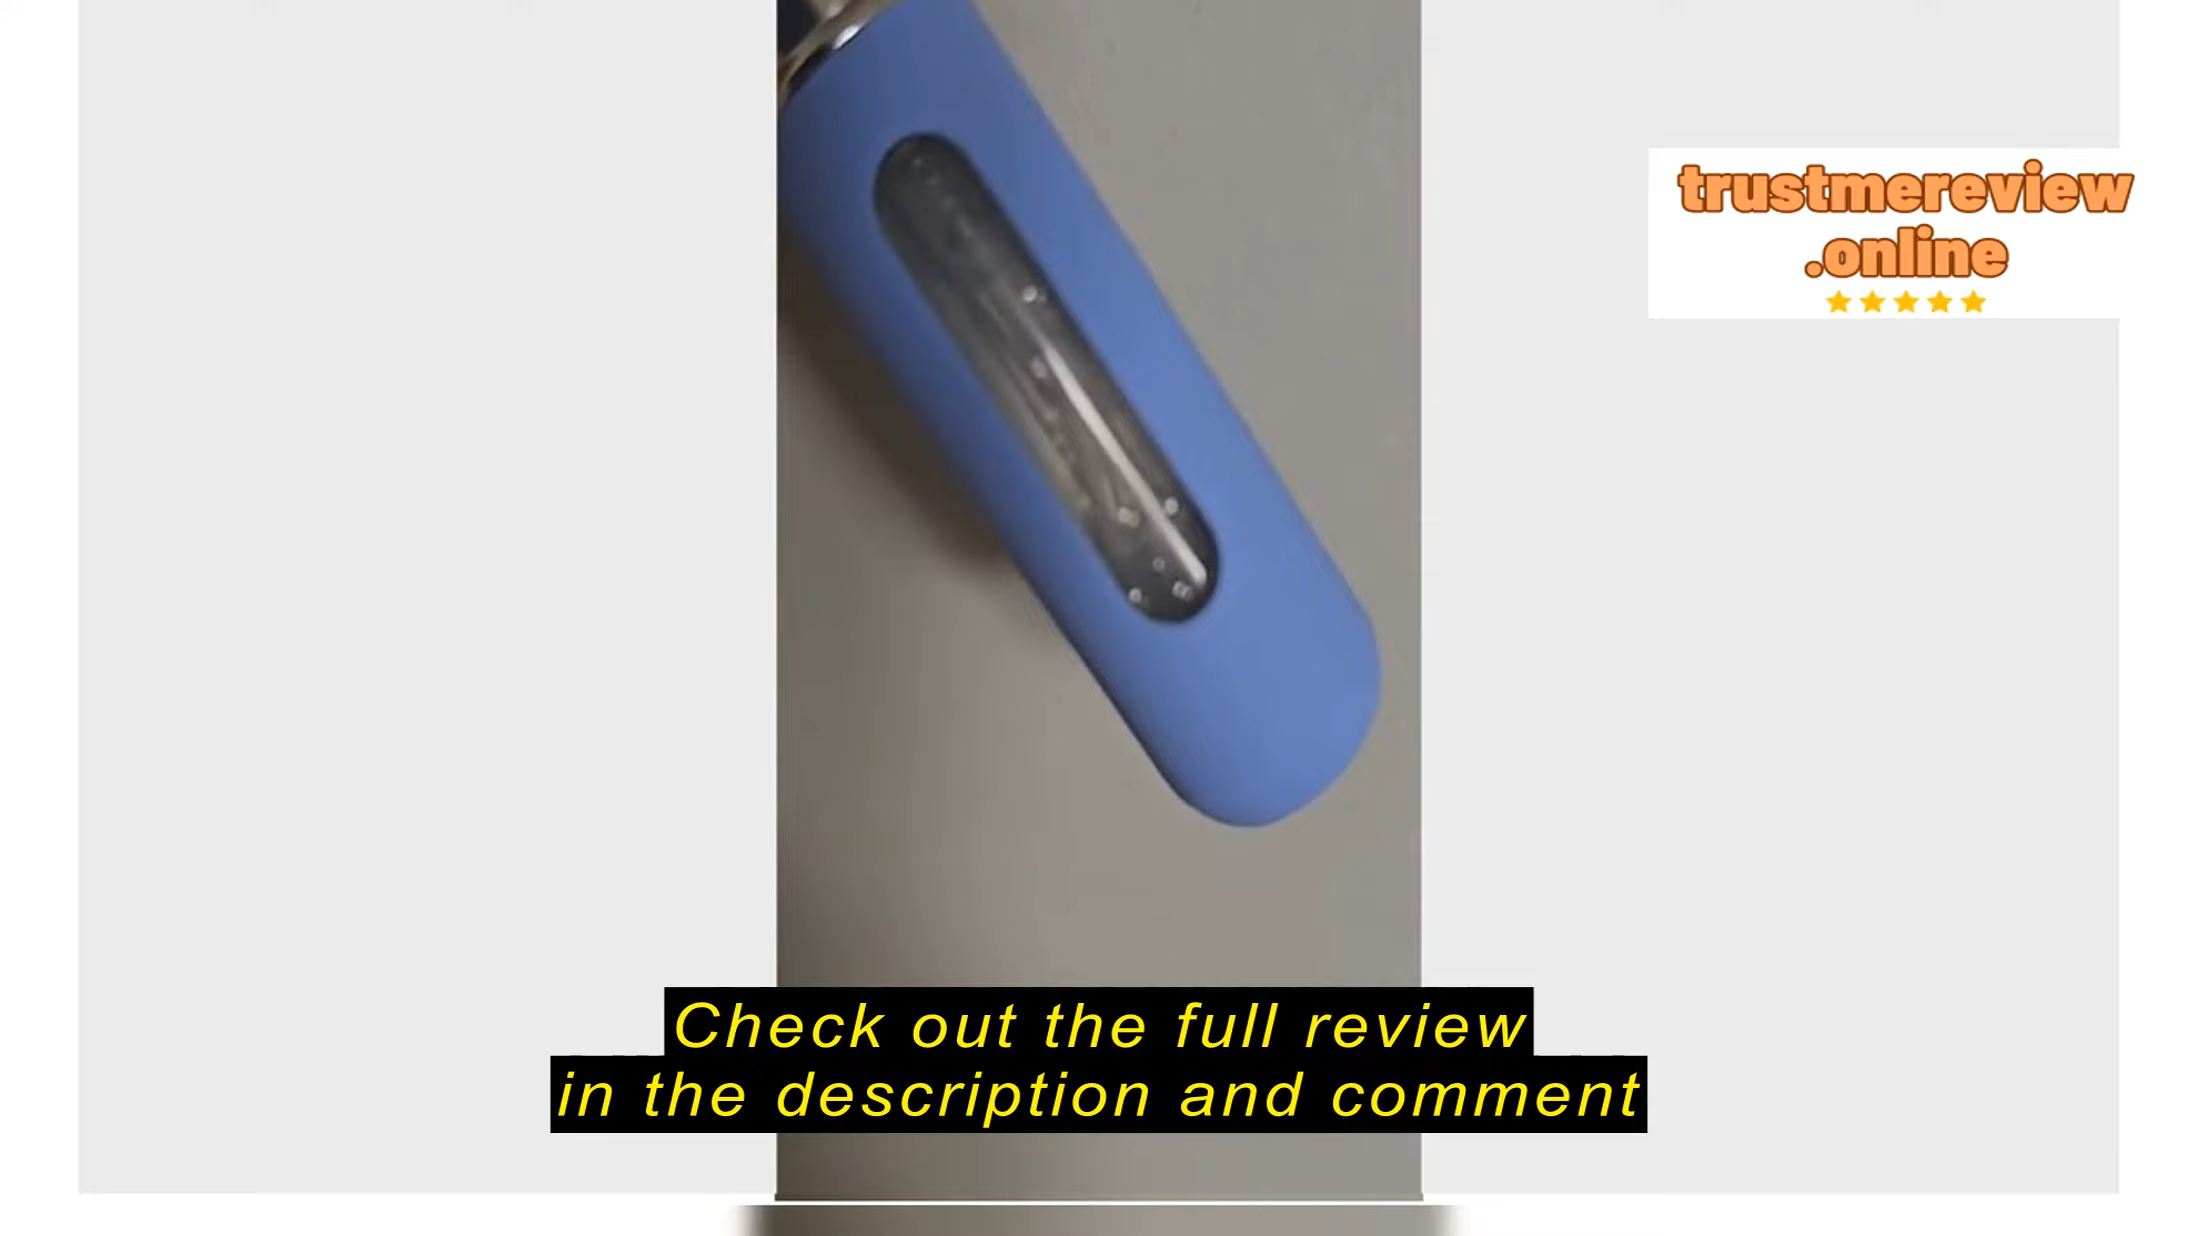 trustmereview
.online
Check out the full review
in the description and comment